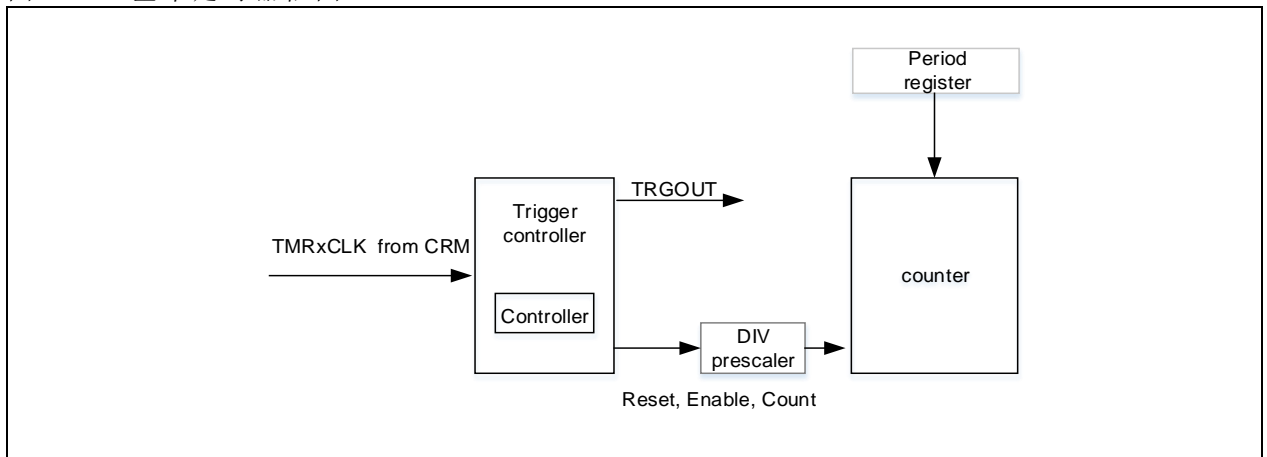 Period
register
TRGOUT
Trigger
controller
TMRxCLK from CRM
counter
Controller
DIV
prescaler
Reset, Enable, Count